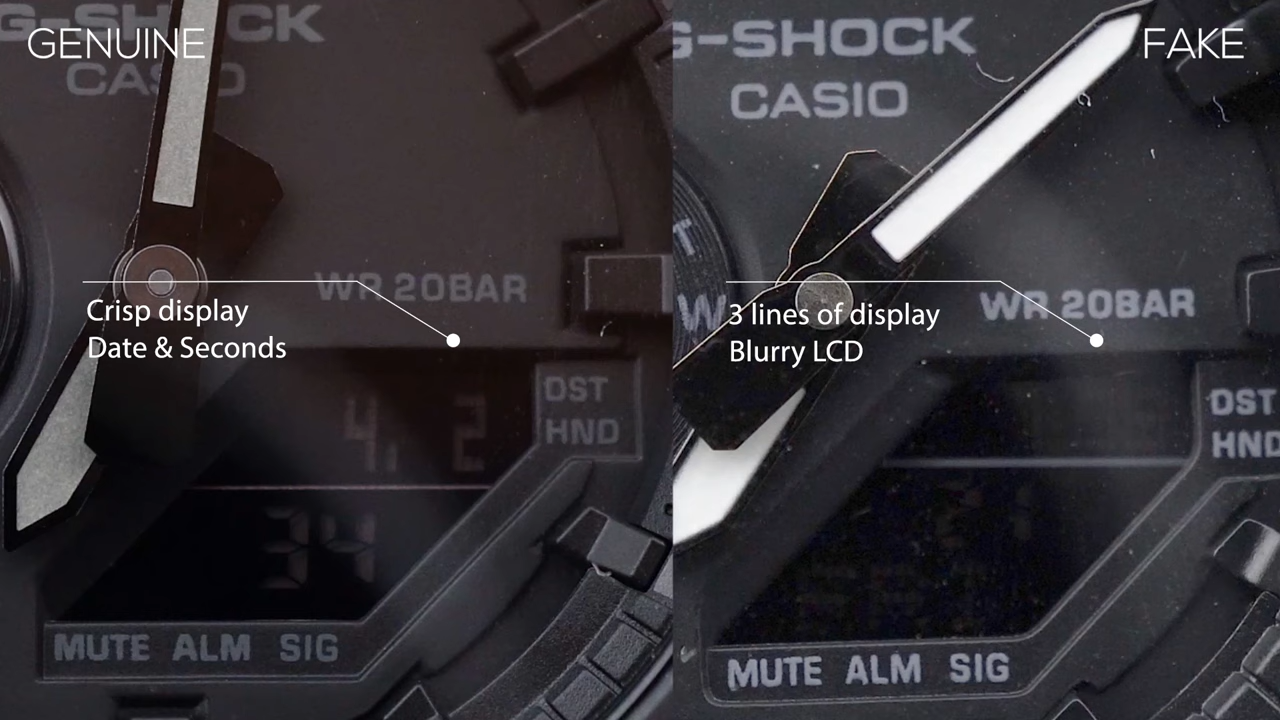 GENUINE
G-SHOCK
CASIO
Crisp display
Date & Seconds
WR 20BAR
DST
HND
4. 2
34
MUTE ALM SIG
FAKE
G-SHOCK
CASIO
T
W
3 lines of display
Blurry LCD
WR 20BAR
DST
HND
MUTE ALM SIG